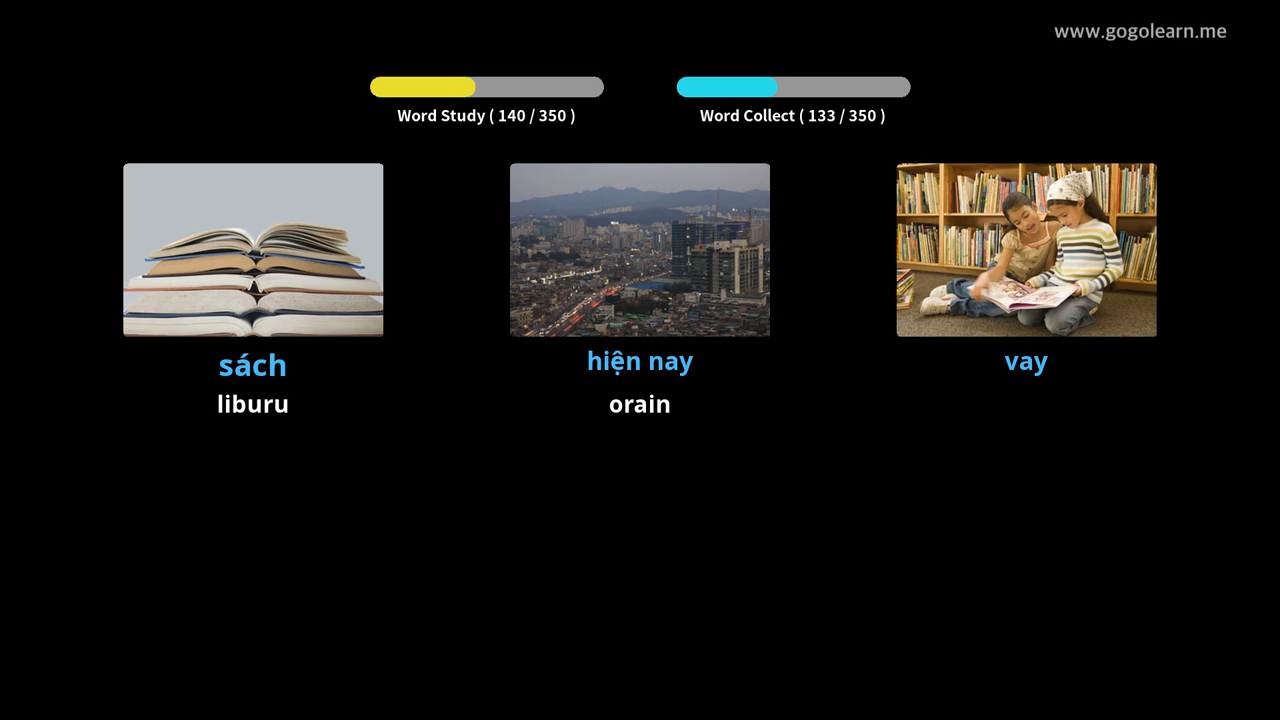 www.gogolearn.me
Word Study ( 140 / 350 )
Word Collect ( 133 / 350 )
sách
hiện nay
vay
liburu
orain